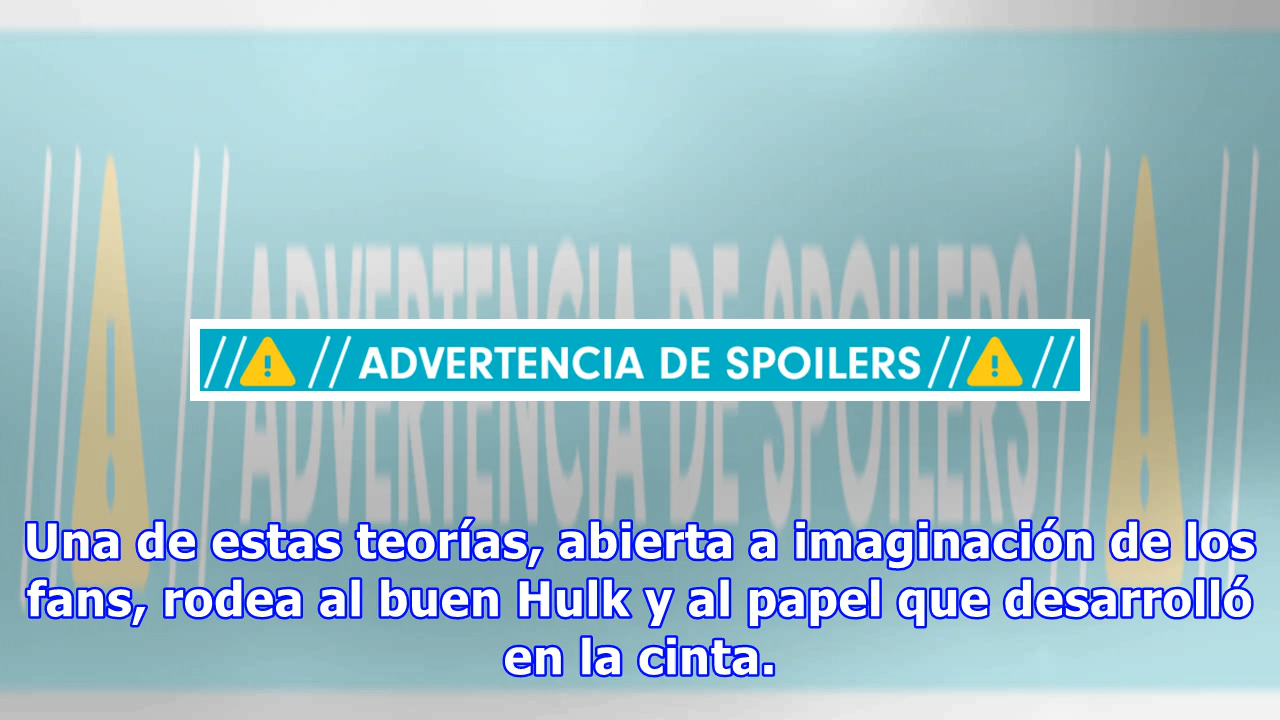 // ! // ADVERTENCIA DE SPOILERS // ! //
Una de estas teorías, abierta a imaginación de los
fans, rodea al buen Hulk y al papel que desarrolló
en la cinta.